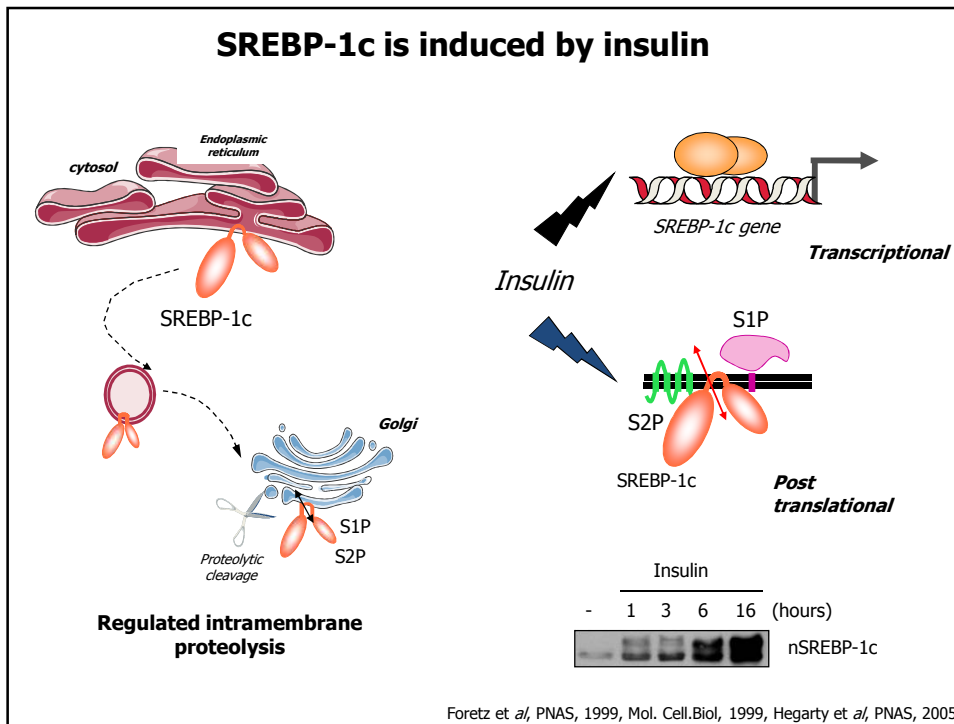 SREBP-1c is induced by insulin
Endoplasmic
reticulum
cytosol
SREBP-1c
Golgi
S1P
S2P
Proteolytic
cleavage
Regulated intramembrane
proteolysis
Insulin
SREBP-1c gene
Transcriptional
S1P
S2P
SREBP-1c
Post
translational
Insulin
- 1 3 6 16 (hours)
nSREBP-1c
Foretz et al, PNAS, 1999, Mol. Cell.Biol, 1999, Hegarty et al, PNAS, 2005